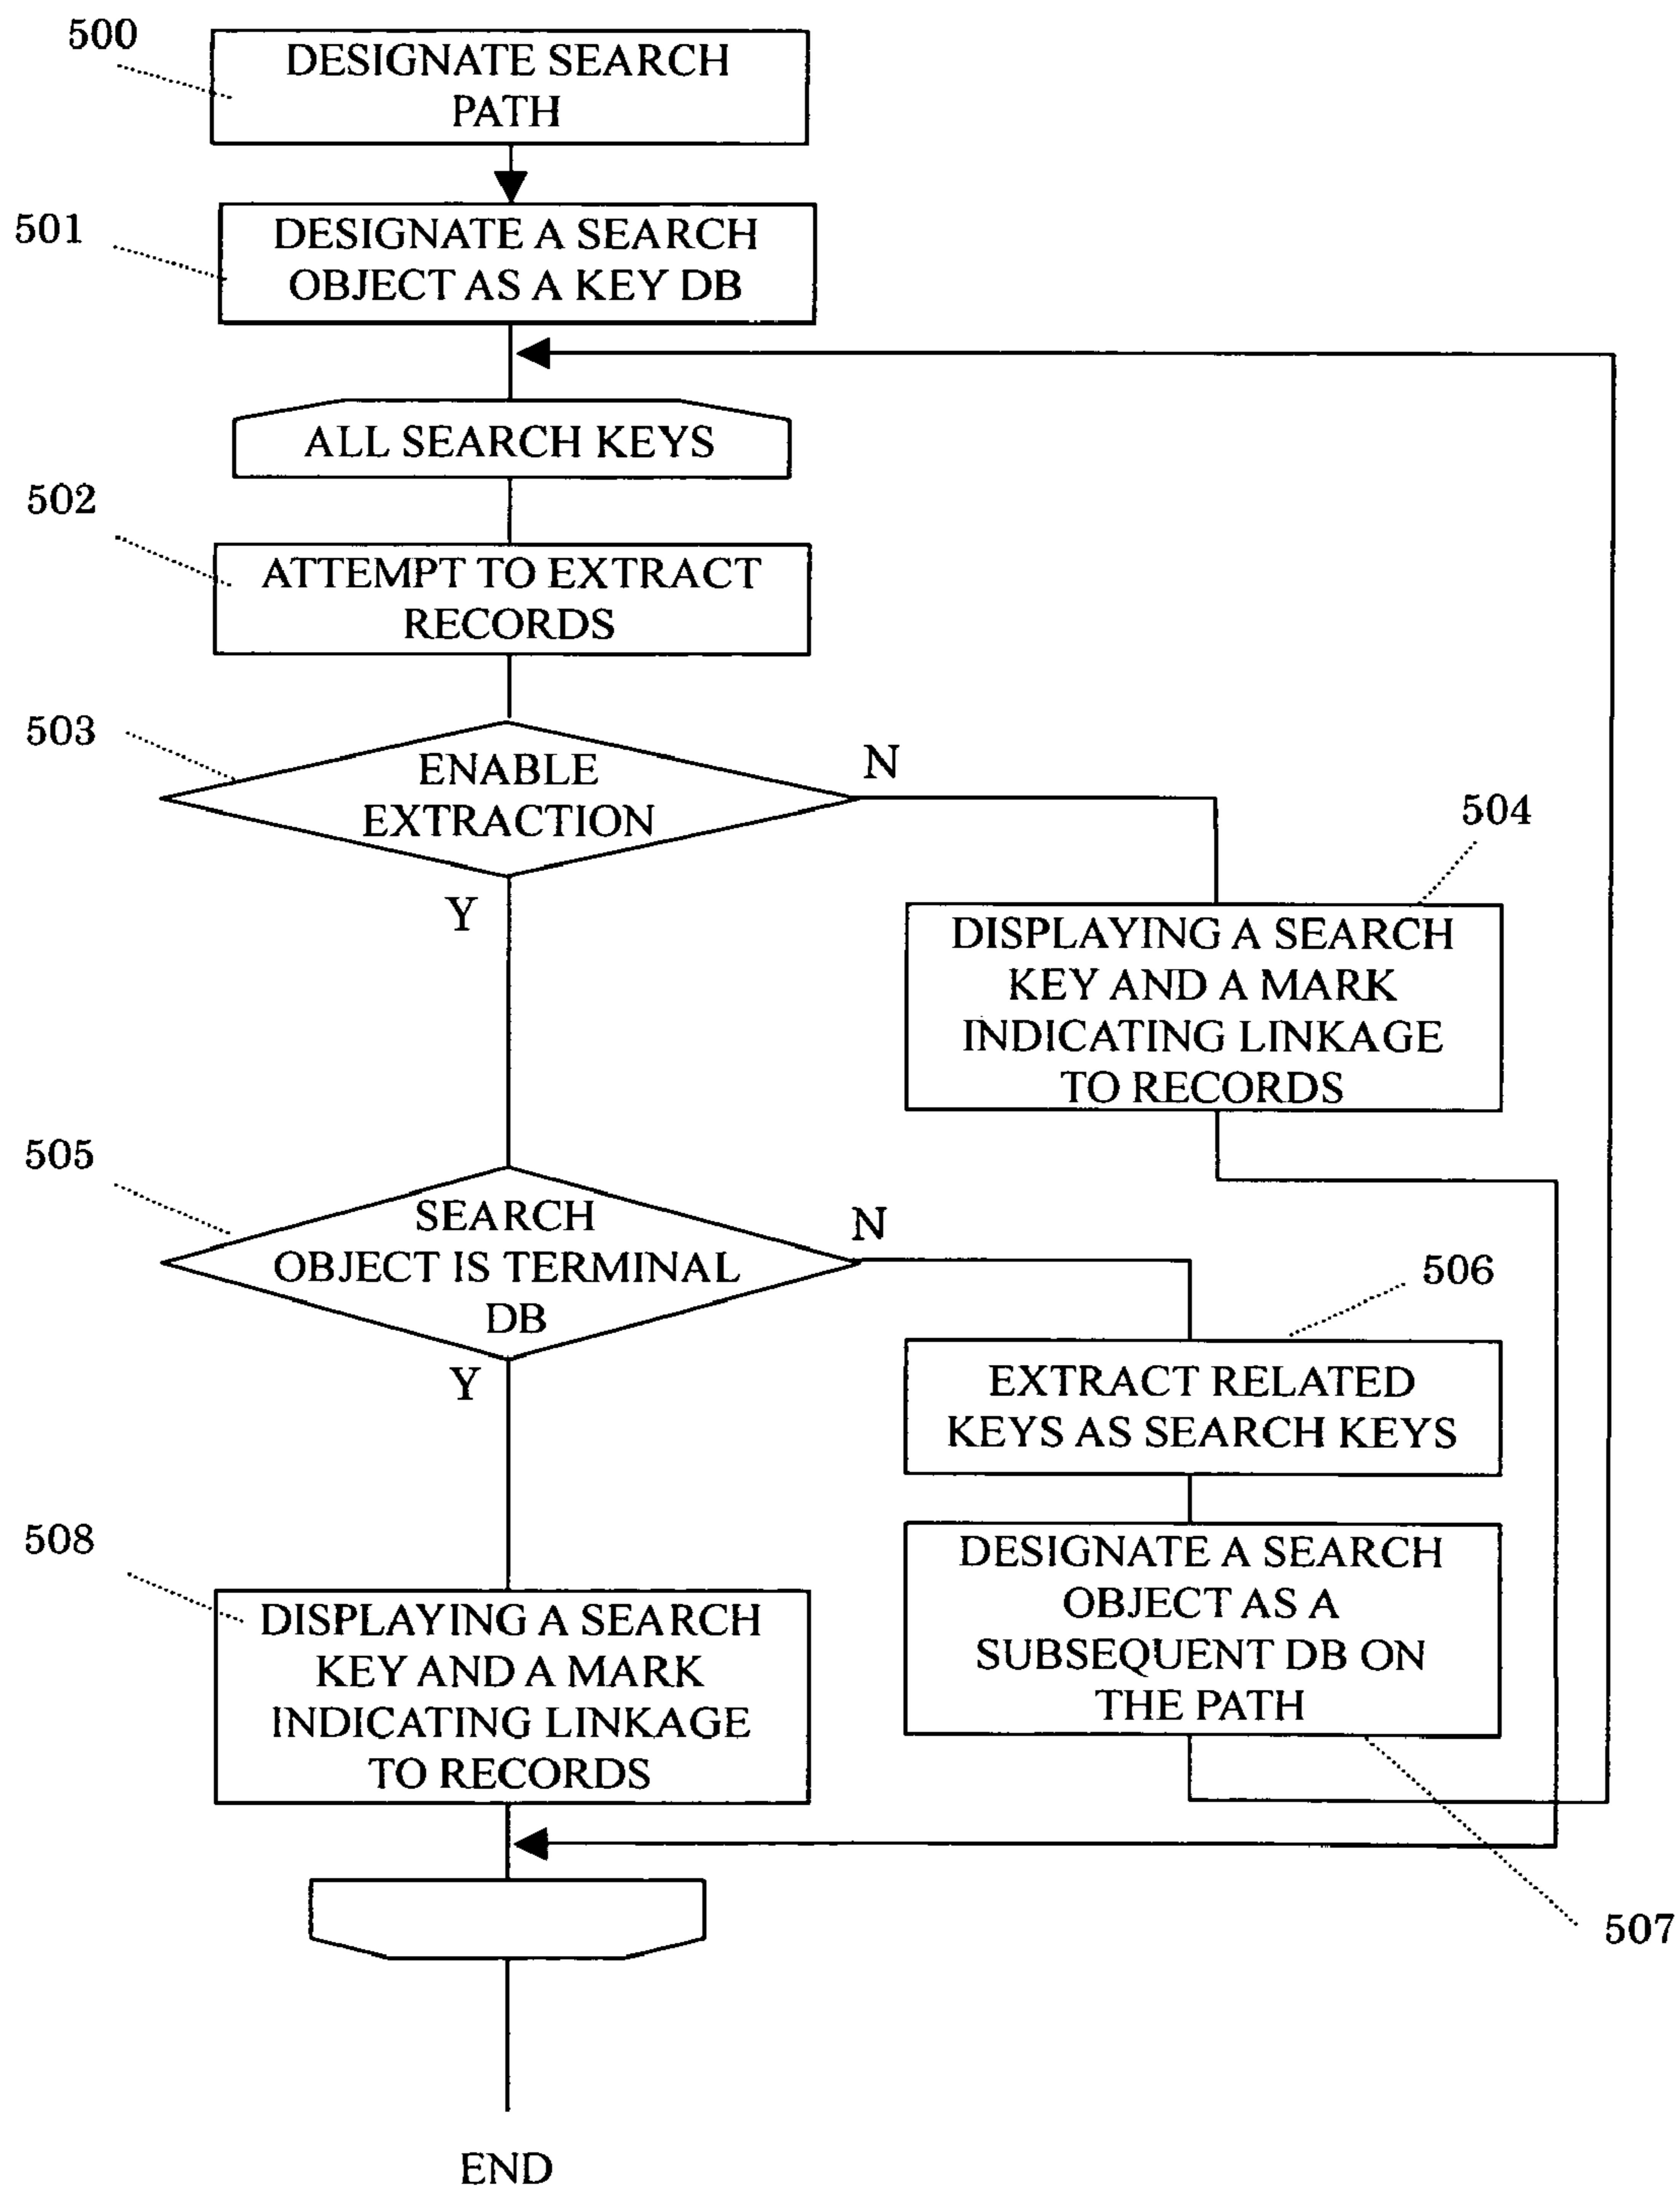 500
DESIGNATE SEARCH
PATH
501
DESIGNATE A SEARCH
OBJECT AS A KEY DB
ALL SEARCH KEYS
502
ATTEMPT TO EXTRACT
RECORDS
503
ENABLE
EXTRACTION
N
Y
504
DISPLAYING A SEARCH
KEY AND A MARK
INDICATING LINKAGE
TO RECORDS
505
SEARCH
OBJECT IS TERMINAL
DB
N
Y
506
EXTRACT RELATED
KEYS AS SEARCH KEYS
DESIGNATE A SEARCH
OBJECT AS A
SUBSEQUENT DB ON
THE PATH
507
508
DISPLAYING A SEARCH
KEY AND A MARK
INDICATING LINKAGE
TO RECORDS
END